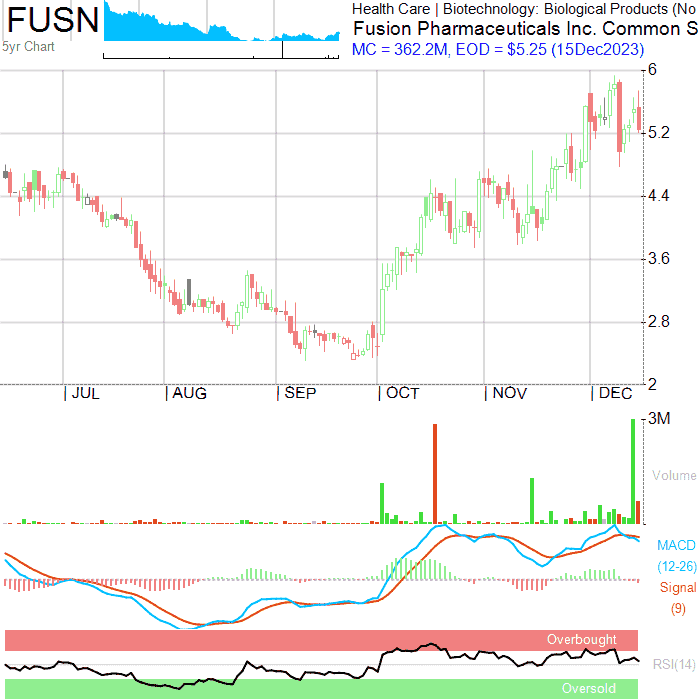 FUSN
5yr Chart
Health Care | Biotechnology: Biological Products (No
Fusion Pharmaceuticals Inc. Common S
MC = 362.2M, EOD = $5.25 (15Dec2023)
6
5.2
4.4
3.6
2.8
2
JUL AUG SEP OCT NOV DEC
3M
Volume
MACD
(12-26)
Signal
(9)
Overbought
RSI(14)
Oversold